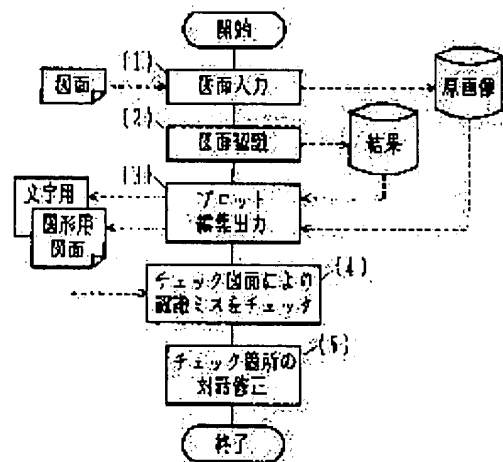 開始
(1)
図面
図面入力
原画像
(2)
図面認識
結果
(3)
文字用
図形用
図面
プロット
編集出力
チェック図面により
認識ミスをチェック
(4)
チェック箇所の
対話修正
(5)
終了